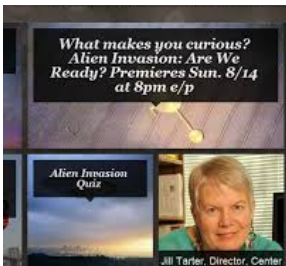 What makes you curious?
Alien Invasion: Are We
Ready? Premieres Sun. 8/14
at 8pm e/p
Alien Invasion
Quiz
Jill Tarter, Director, Center